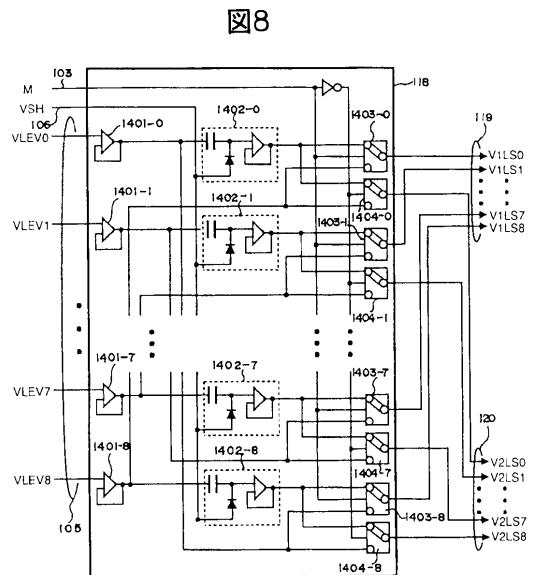 図8
M
103
118
VSH
106
VLEV0
1401-0
1402-0
1403-0
119
V1LS0
V1LS1
V1LS7
V1LS8
1401-1
1402-1
1403-1
1404-0
VLEV1
1404-1
1401-7
1402-7
1403-7
VLEV7
1401-8
1402-8
1404-7
120
V2LS0
V2LS1
VLEV8
V2LS7
V2LS8
1403-8
105
1404-8